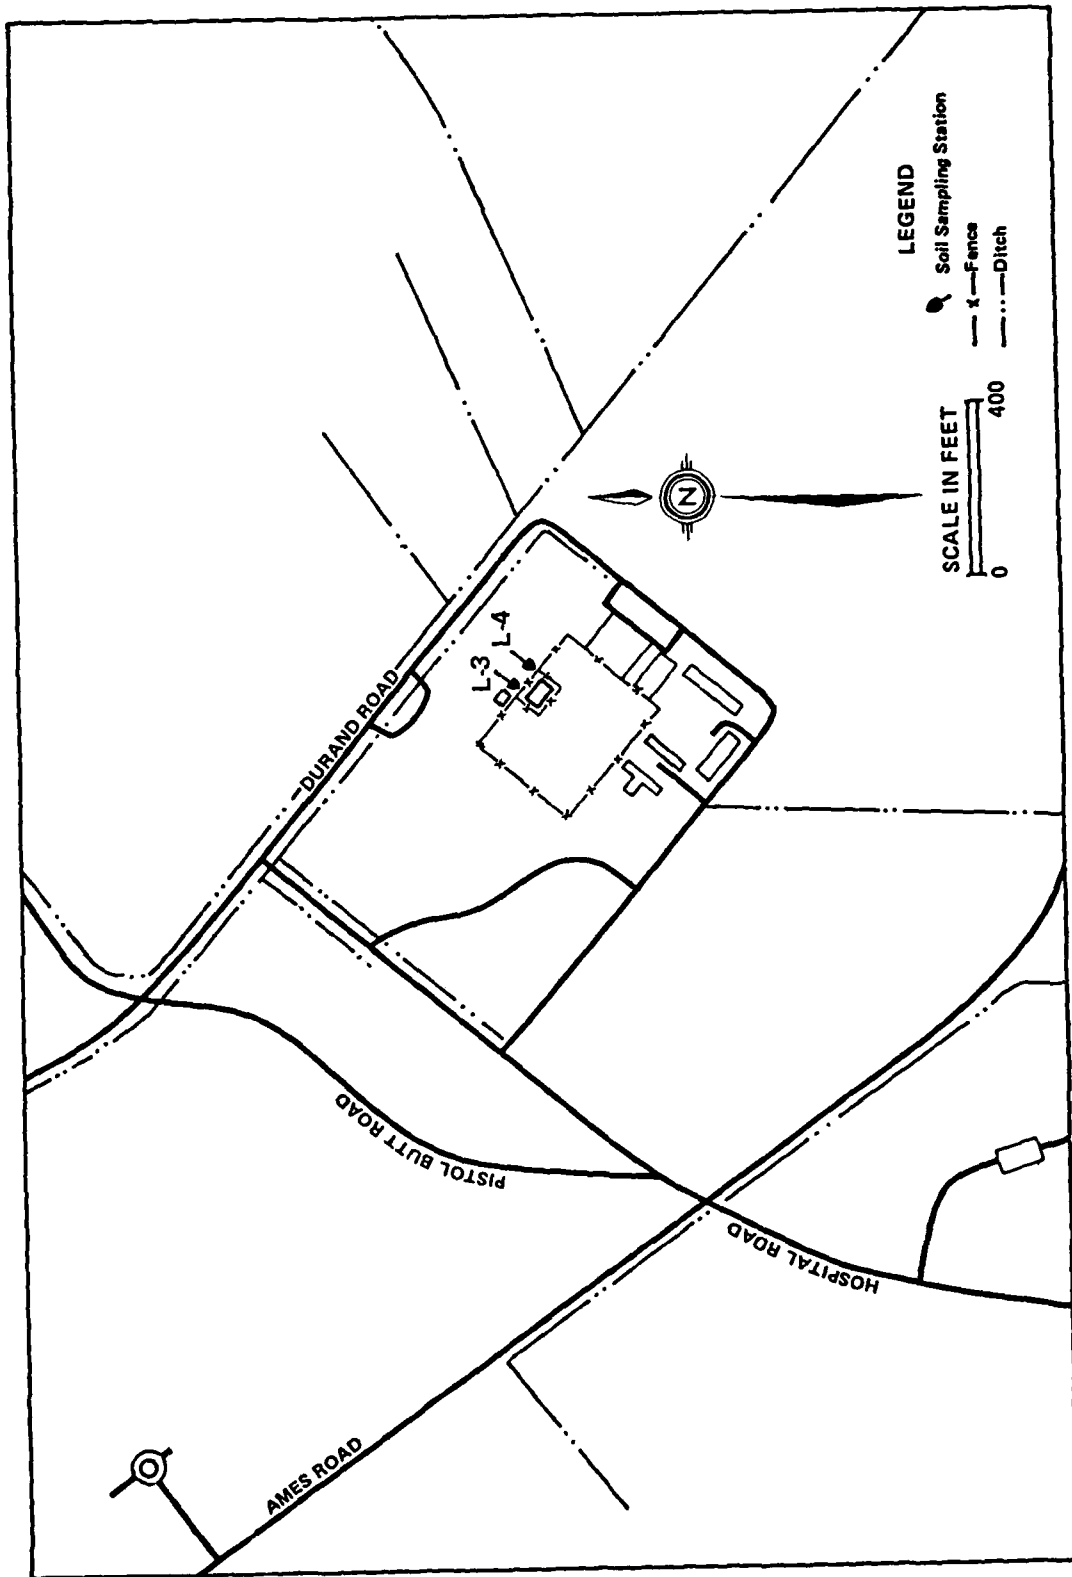 DURAND ROAD
L-3
L-4
PISTOL BUTT ROAD
HOSPITAL ROAD
AMES ROAD
N
SCALE IN FEET
0 400
LEGEND
Soil Sampling Station
x Fence
Ditch